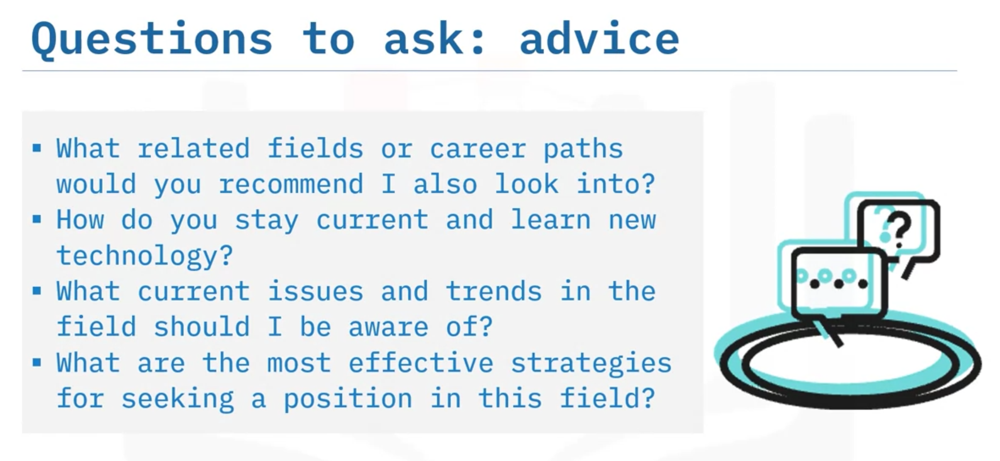 Questions to ask: advice
▪ What related fields or career paths
would you recommend I also look into?
▪ How do you stay current and learn new
technology?
▪ What current issues and trends in the
field should I be aware of?
▪ What are the most effective strategies
for seeking a position in this field?
? ?